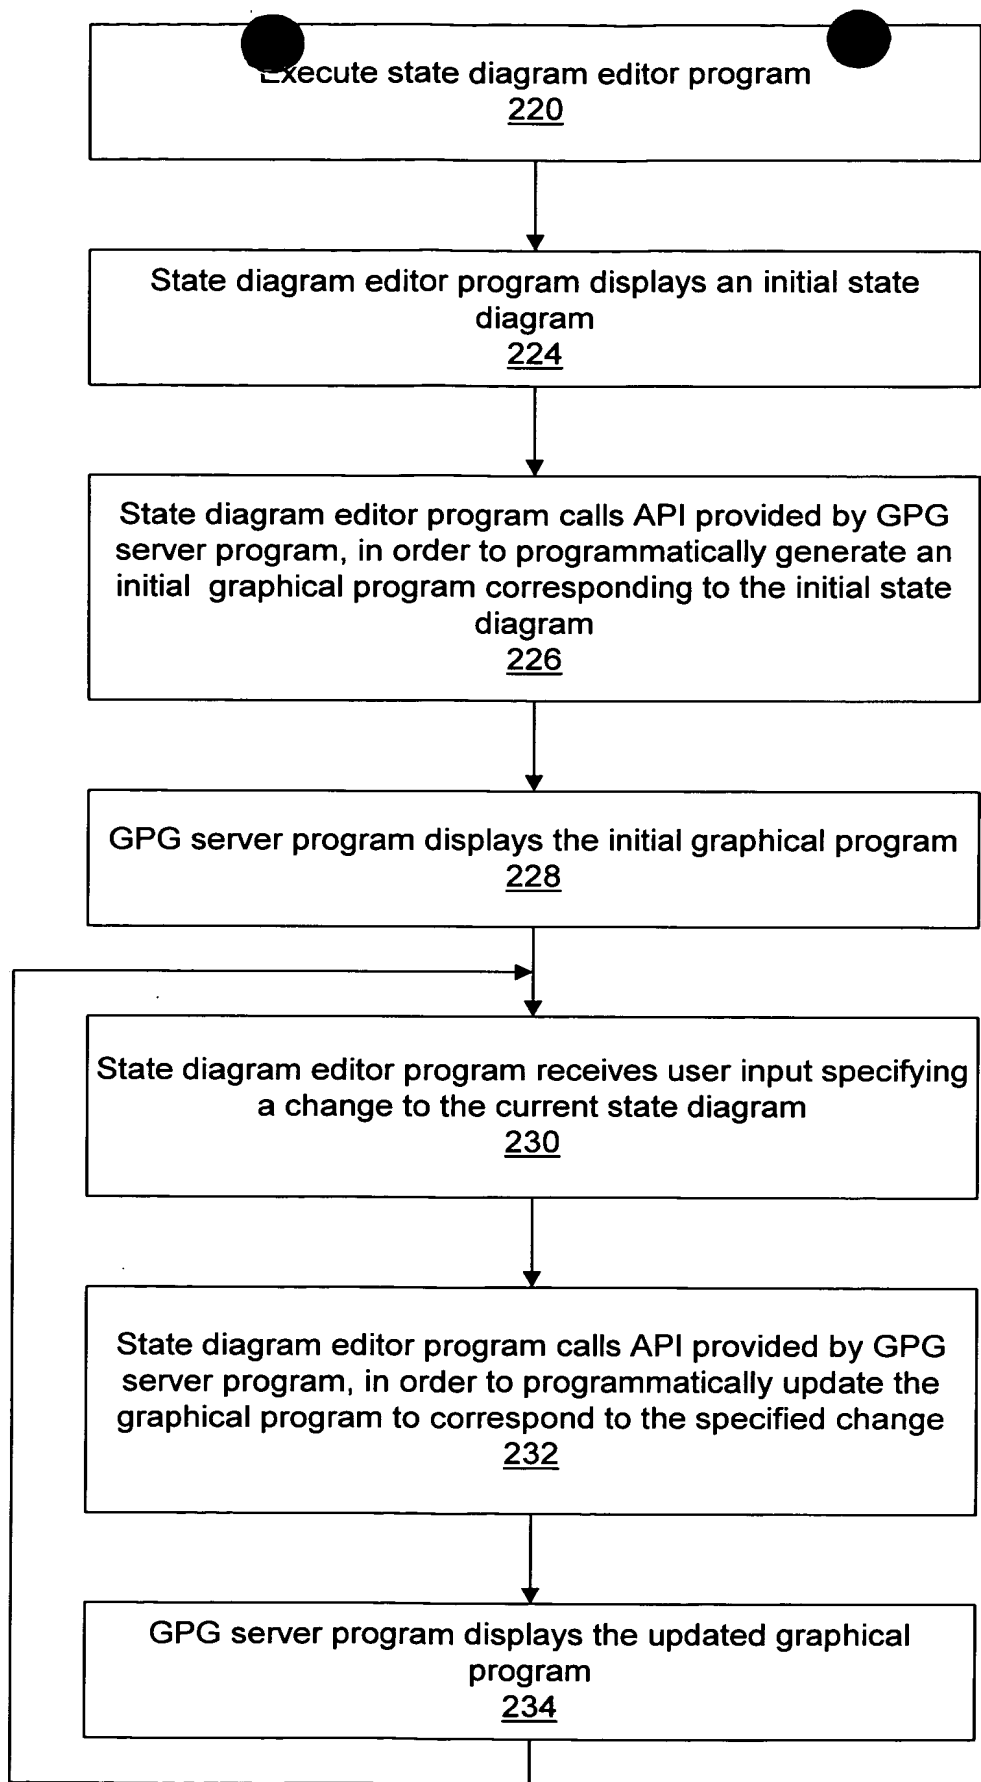 Execute state diagram editor program
220
State diagram editor program displays an initial state
diagram
224
State diagram editor program calls API provided by GPG
server program, in order to programmatically generate an
initial graphical program corresponding to the initial state
diagram
226
GPG server program displays the initial graphical program
228
State diagram editor program receives user input specifying
a change to the current state diagram
230
State diagram editor program calls API provided by GPG
server program, in order to programmatically update the
graphical program to correspond to the specified change
232
GPG server program displays the updated graphical
program
234